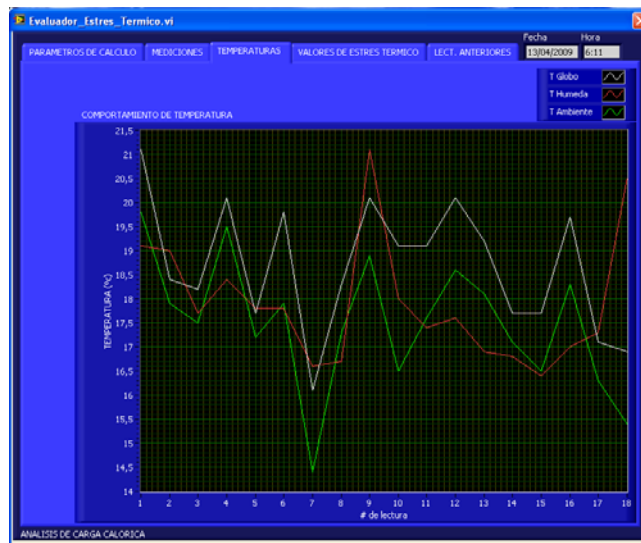 Evaluador_Estres_Termico.vi
Fecha Hora
PARAMETROS DE CALCULO MEDICIONES TEMPERATURAS VALORES DE ESTRES TERMICO LECT. ANTERIORES 13/04/2009 6:11
T Globo
T Humeda
T Ambiente
COMPORTAMIENTO DE TEMPERATURA
21,5
21
20,5
20
19,5
19
18,5
18
17,5
17
16,5
16
15,5
15
14,5
14
TEMPERATURA (ºc)
1 2 3 4 5 6 7 8 9 10 11 12 13 14 15 16 17 18
# de lectura
ANALISIS DE CARGA CALORICA